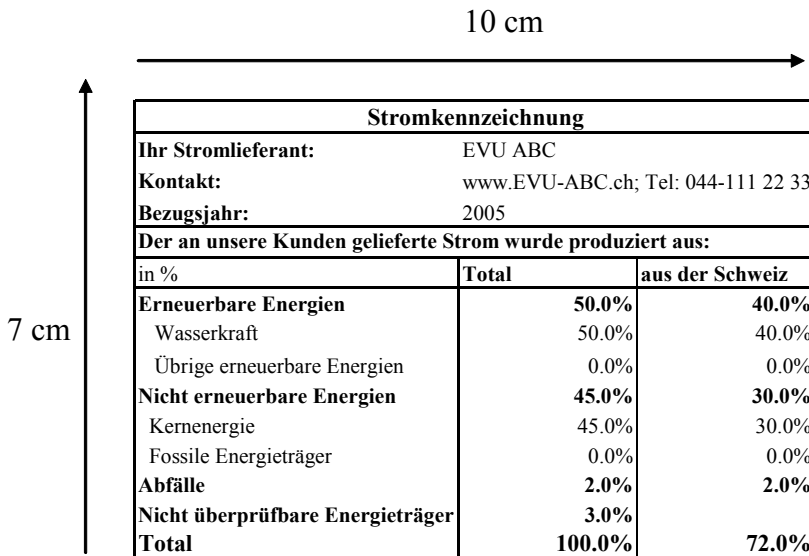 10 cm
7 cm
Stromkennzeichnung
Ihr Stromlieferant: EVU ABC
Kontakt: www.EVU-ABC.ch; Tel: 044-111 22 33
Bezugsjahr: 2005
Der an unsere Kunden gelieferte Strom wurde produziert aus:
in % Total aus der Schweiz
Erneuerbare Energien 50.0% 40.0%
Wasserkraft 50.0% 40.0%
Übrige erneuerbare Energien 0.0% 0.0%
Nicht erneuerbare Energien 45.0% 30.0%
Kernenergie 45.0% 30.0%
Fossile Energieträger 0.0% 0.0%
Abfälle 2.0% 2.0%
Nicht überprüfbare Energieträger 3.0%
Total 100.0% 72.0%